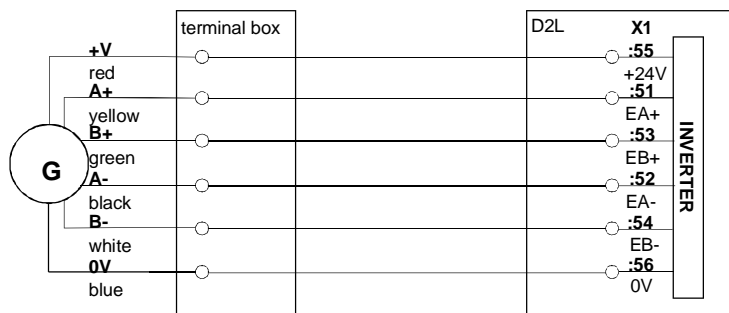 terminal box
D2L
X1
+V
:55
red
+24V
A+
:51
yellow
EA+
B+
:53
green
EB+
G
A-
:52
black
EA-
B-
:54
white
EB-
0V
:56
blue
0V
INVERTER